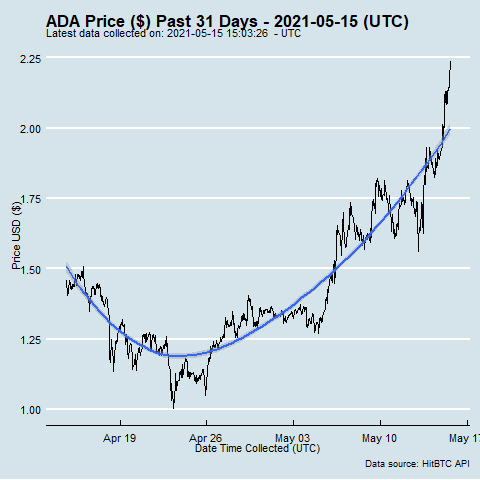 ADA Price ($) Past 31 Days - 2021-05-15 (UTC)
Latest data collected on: 2021-05-15 15:03:26  - UTC
2.25
2.00
1.75
1.50
1.25
1.00
Price USD ($)
Apr 19
Apr 26
May 03
May 10
May 17
Date Time Collected (UTC)
Data source: HitBTC API